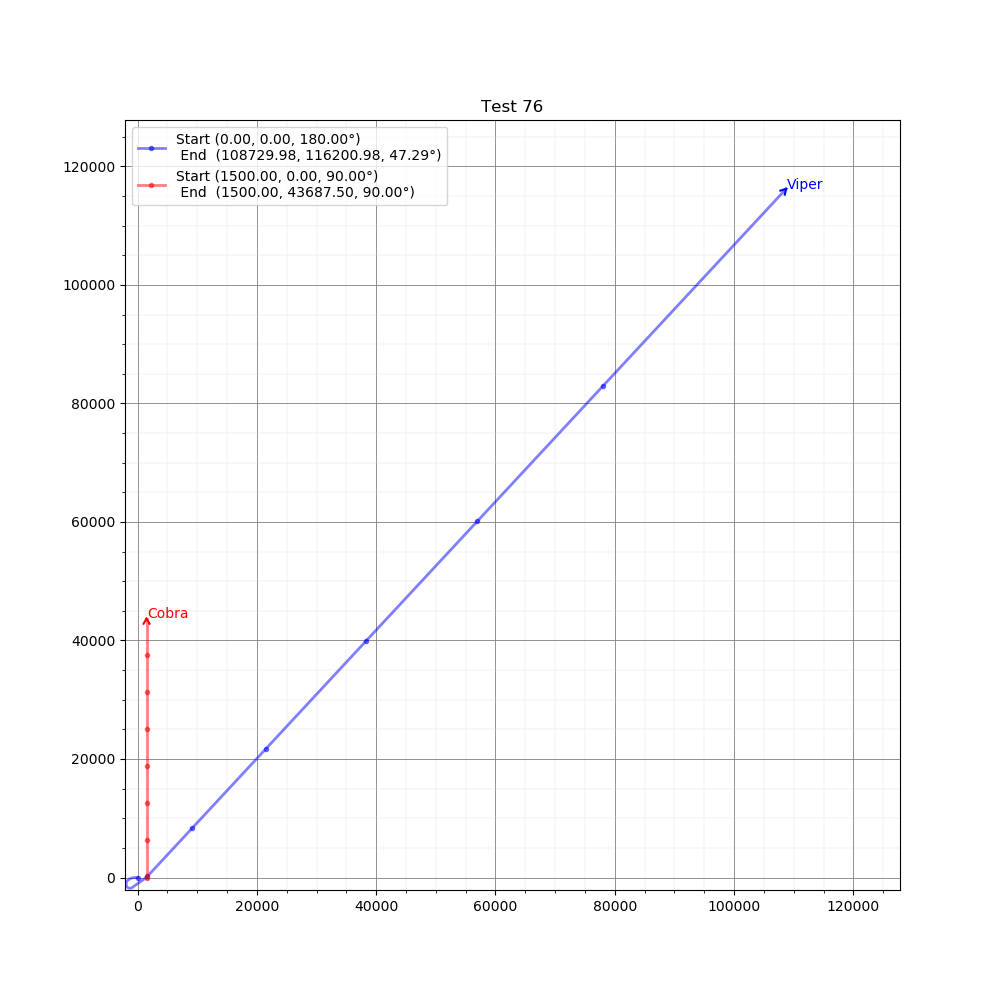 Test 76
Start (0.00, 0.00, 180.00°)
End  (108729.98, 116200.98, 47.29°)
Start (1500.00, 0.00, 90.00°)
End  (1500.00, 43687.50, 90.00°)
Viper
Cobra
120000
100000
80000
60000
40000
20000
0
0 20000 40000 60000 80000 100000 120000